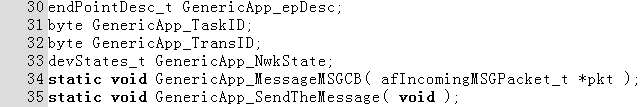 30 endPointDesc_t GenericApp_epDesc;
31 byte GenericApp_TaskID;
32 byte GenericApp_TransID;
33 devStates_t GenericApp_NwkState;
34 static void GenericApp_MessageMSGCB( afIncomingMSGPacket_t *pkt );
35 static void GenericApp_SendTheMessage( void );